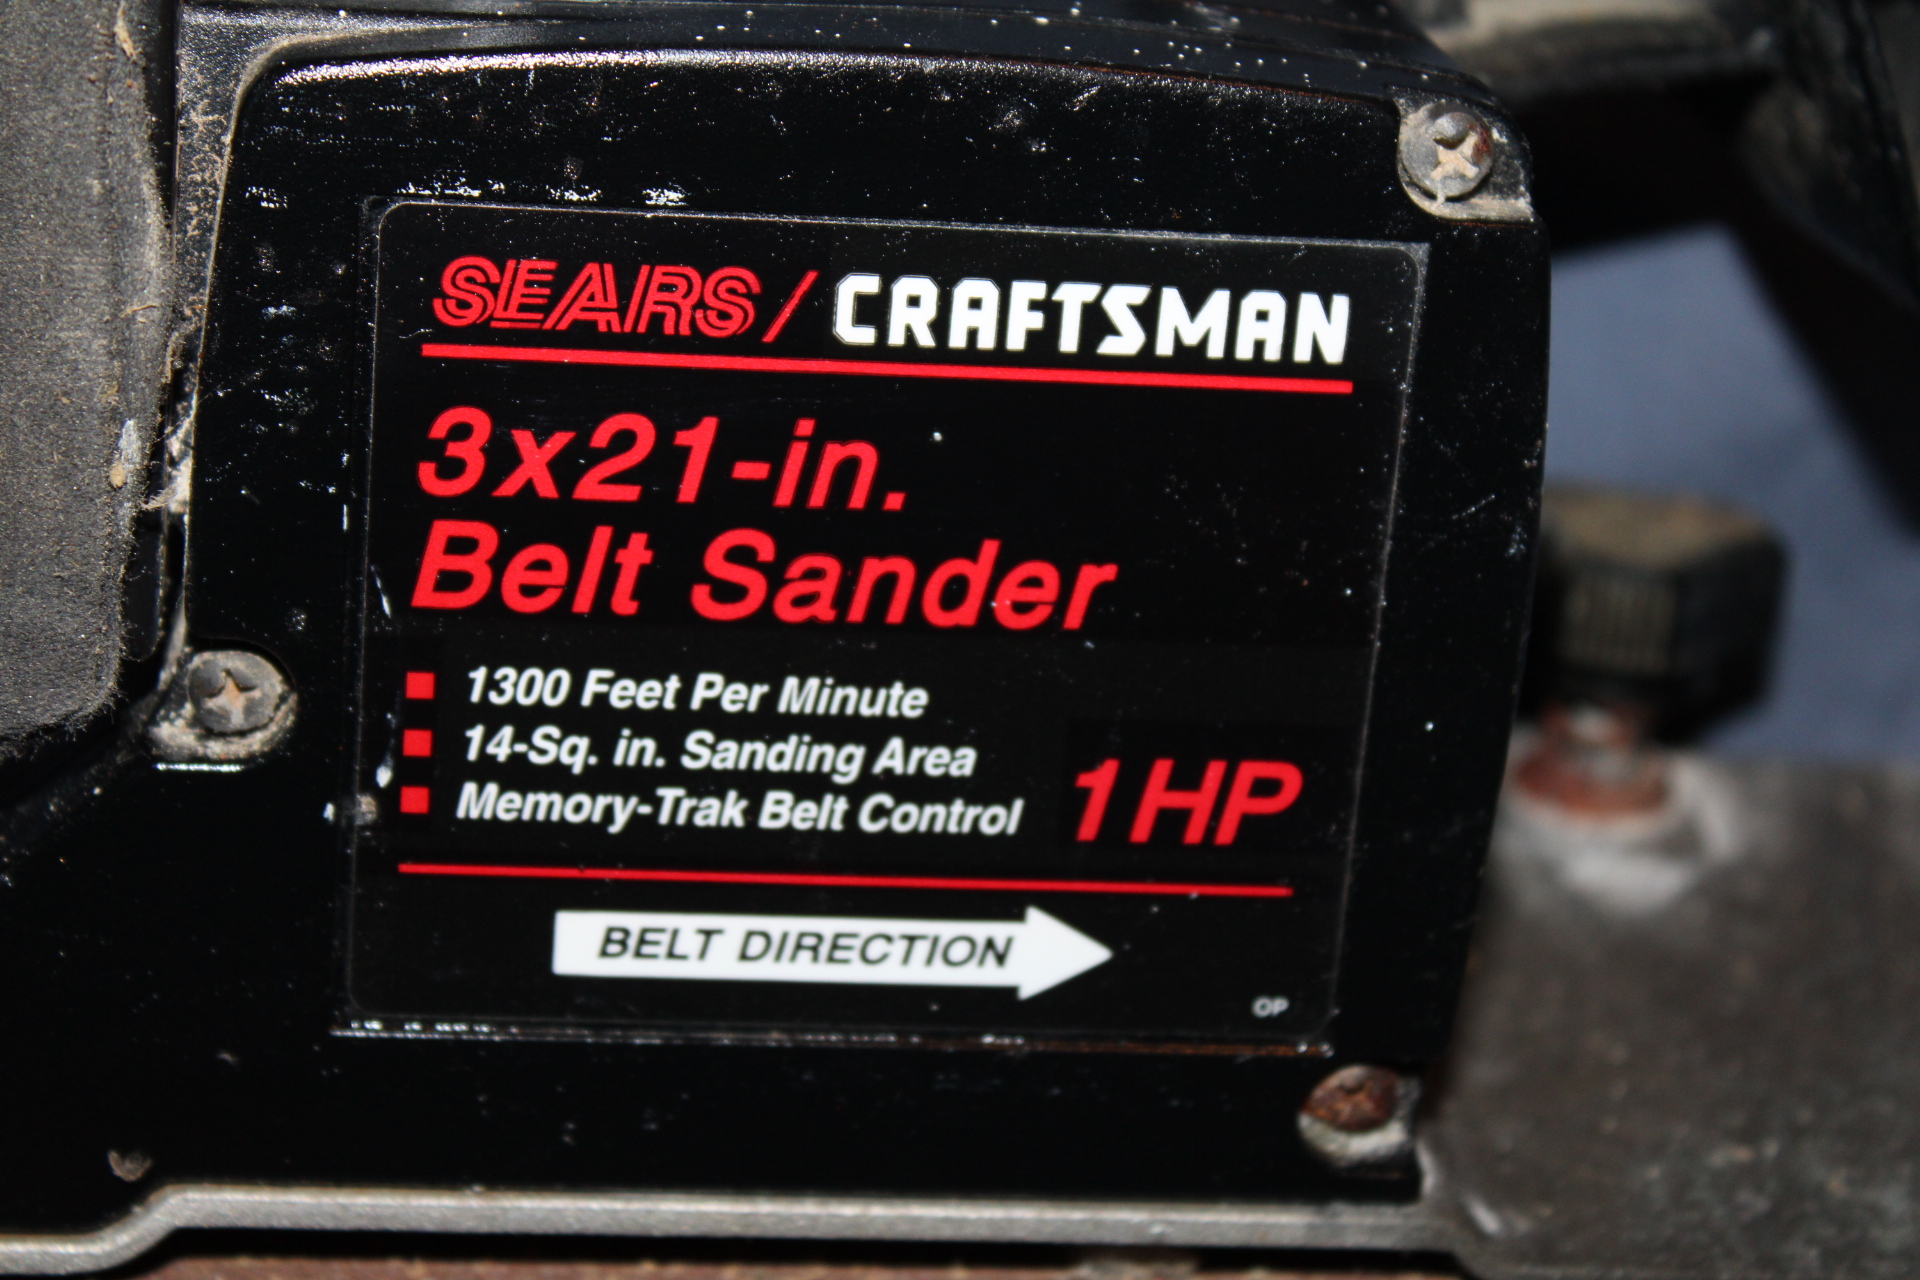 SEARS / CRAFTSMAN
3x21-in.
Belt Sander
1300 Feet Per Minute
14-Sq. in. Sanding Area
Memory-Trak Belt Control
1HP
BELT DIRECTION
OP